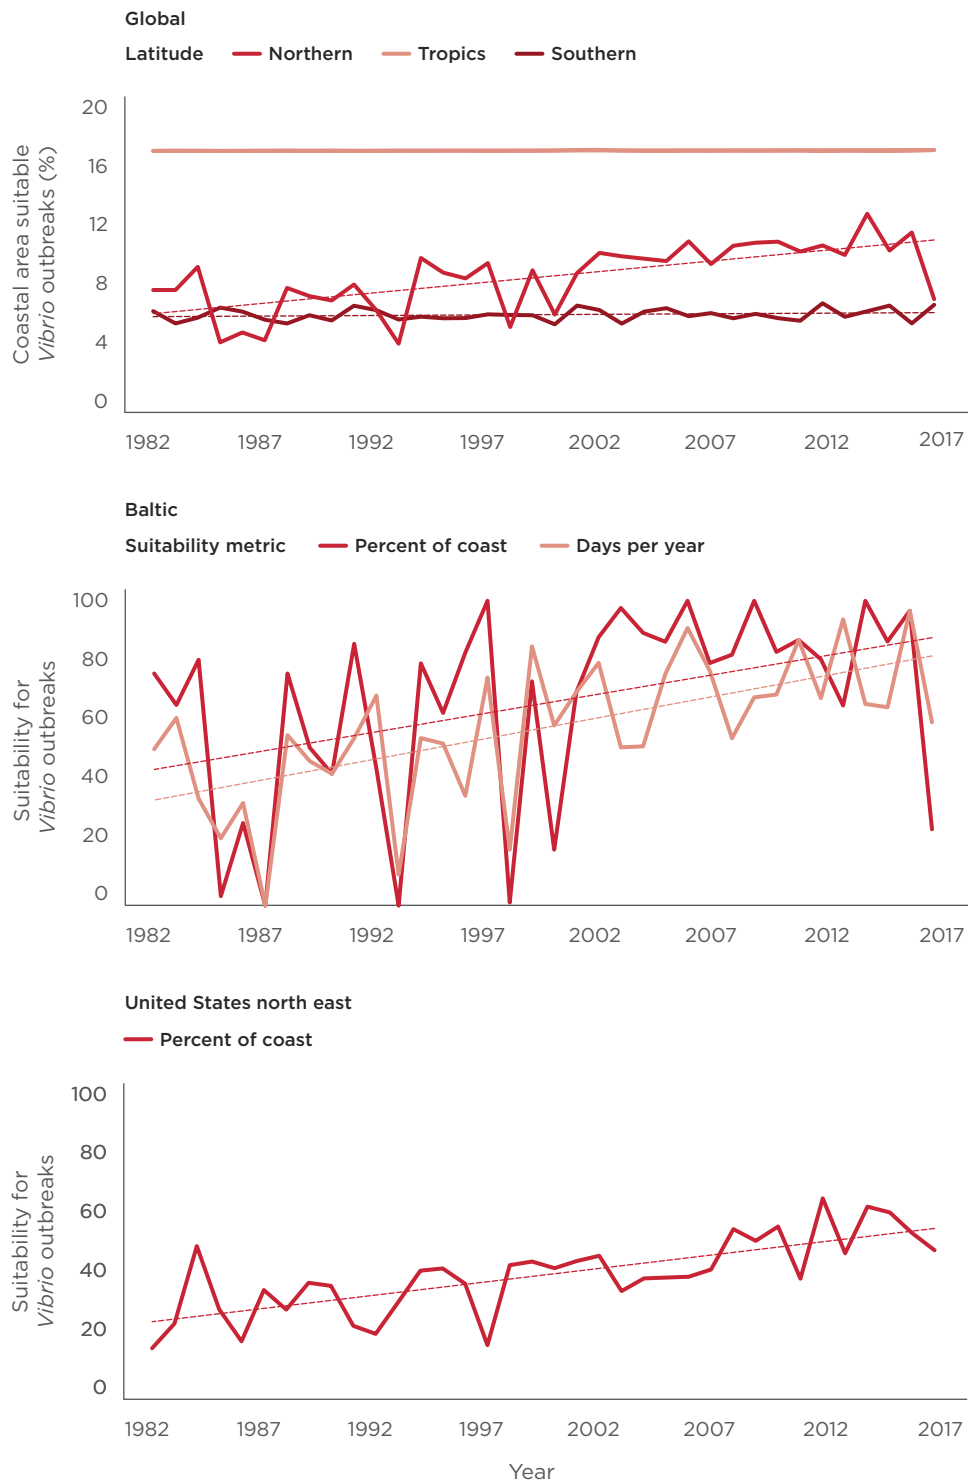 Global
Latitude Northern Tropics Southern
Coastal area suitable
Vibrio outbreaks (%)
20
16
12
8
4
0
1982 1987 1992 1997 2002 2007 2012 2017
Baltic
Suitability metric Percent of coast Days per year
Suitability for
Vibrio outbreaks
100
80
60
40
20
0
1982 1987 1992 1997 2002 2007 2012 2017
United States north east
Percent of coast
Suitability for
Vibrio outbreaks
100
80
60
40
20
0
1982 1987 1992 1997 2002 2007 2012 2017
Year